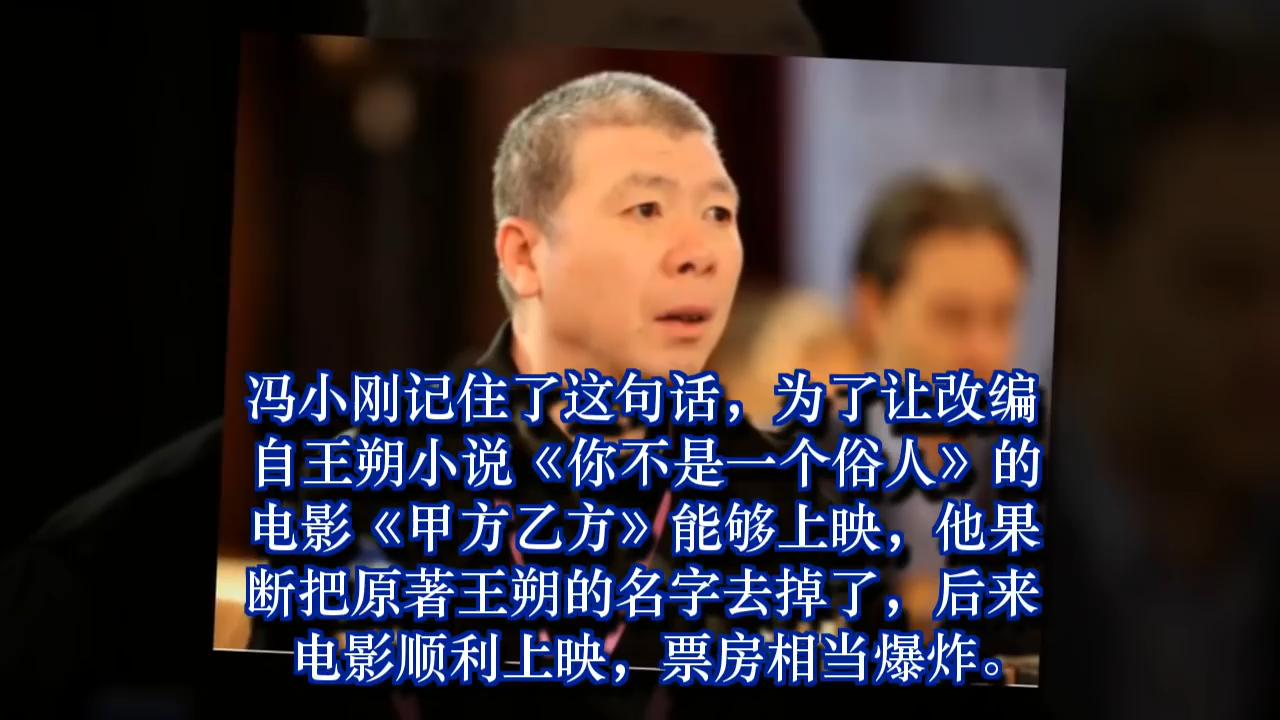 冯小刚记住了这句话，为了让改编
自王朔小说《你不是一个俗人》的
电影《甲方乙方》能够上映，他果
断把原著王朔的名字去掉了，后来
电影顺利上映，票房相当爆炸。